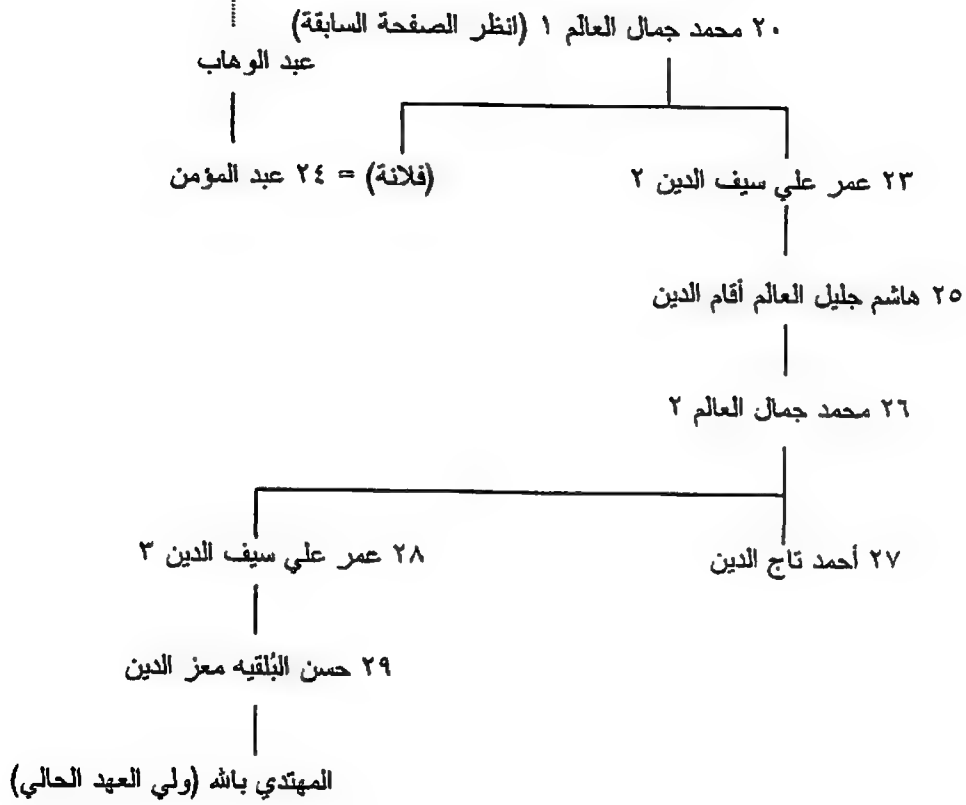 ٢٠ محمد جمال العالم ١ (انظر الصفحة السابقة)
عبد الوهاب
٢٣ عمر علي سيف الدين ٢
(فلانة) = ٢٤ عبد المؤمن
٢٥ هاشم جليل العالم أقام الدين
٢٦ محمد جمال العالم ٢
٢٧ أحمد تاج الدين
٢٨ عمر علي سيف الدين ٣
٢٩ حسن البُلقيه معز الدين
المهتدي بالله (ولي العهد الحالي)